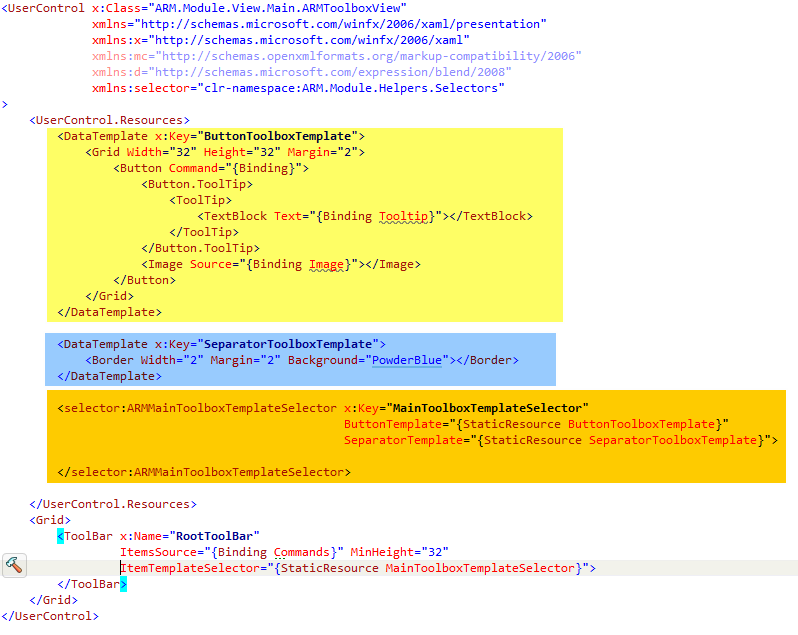 <UserControl x:Class="ARM.Module.View.Main.ARMToolboxView"
xmlns="http://schemas.microsoft.com/winfx/2006/xaml/presentation"
xmlns:x="http://schemas.microsoft.com/winfx/2006/xaml"
xmlns:mc="http://schemas.openxmlformats.org/markup-compatibility/2006"
xmlns:d="http://schemas.microsoft.com/expression/blend/2008"
xmlns:selector="clr-namespace:ARM.Module.Helpers.Selectors"
>
<UserControl.Resources>
<DataTemplate x:Key="ButtonToolboxTemplate">
<Grid Width="32" Height="32" Margin="2">
<Button Command="{Binding}">
<Button.ToolTip>
<ToolTip>
<TextBlock Text="{Binding Tooltip}"></TextBlock>
</ToolTip>
</Button.ToolTip>
<Image Source="{Binding Image}"></Image>
</Button>
</Grid>
</DataTemplate>
<DataTemplate x:Key="SeparatorToolboxTemplate">
<Border Width="2" Margin="2" Background="PowderBlue"></Border>
</DataTemplate>
<selector:ARMMainToolboxTemplateSelector x:Key="MainToolboxTemplateSelector"
ButtonTemplate="{StaticResource ButtonToolboxTemplate}"
SeparatorTemplate="{StaticResource SeparatorToolboxTemplate}">
</selector:ARMMainToolboxTemplateSelector>
</UserControl.Resources>
<Grid>
<ToolBar x:Name="RootToolBar"
ItemsSource="{Binding Commands}" MinHeight="32"
ItemTemplateSelector="{StaticResource MainToolboxTemplateSelector}">
</ToolBar>
</Grid>
</UserControl>